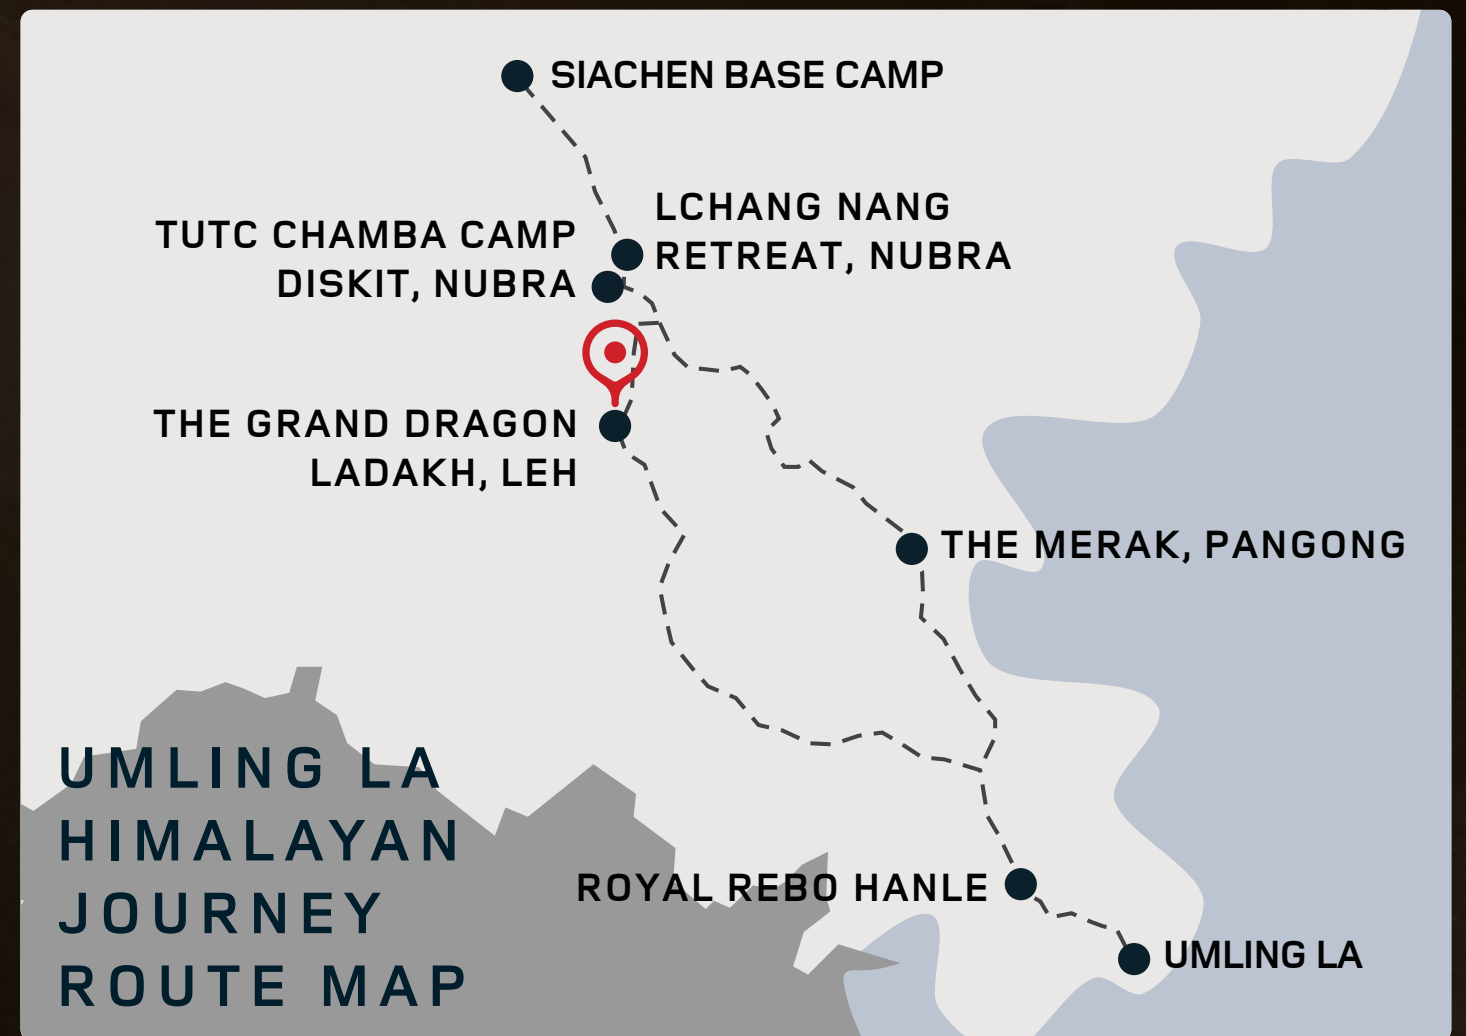 SIACHEN BASE CAMP
LCHANG NANG
RETREAT, NUBRA
TUTC CHAMBA CAMP
DISKIT, NUBRA
THE GRAND DRAGON
LADAKH, LEH
THE MERAK, PANGONG
ROYAL REBO HANLE
UMLING LA
UMLING LA
HIMALAYAN
JOURNEY
ROUTE MAP